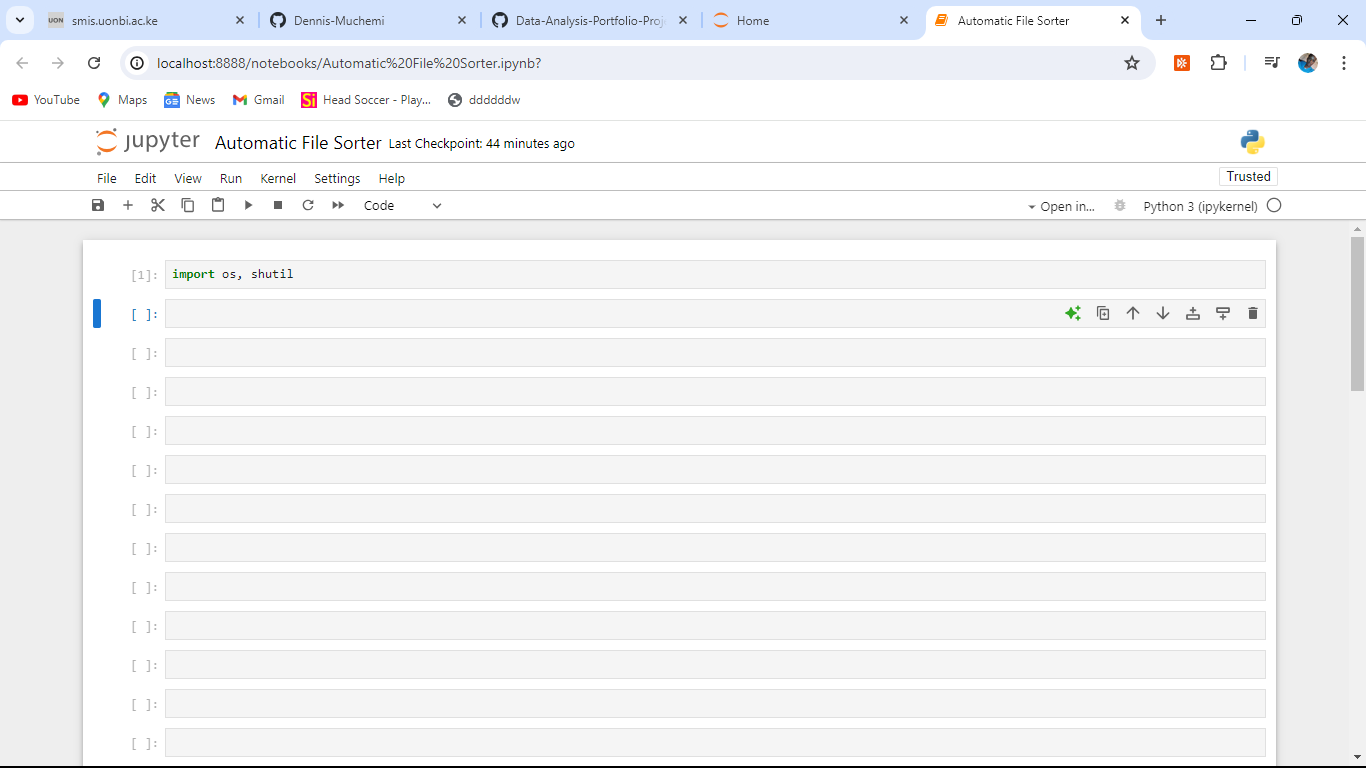 smis.uonbi.ac.ke
Dennis-Muchemi
Data-Analysis-Portfolio-Proj
Home
Automatic File Sorter
localhost:8888/notebooks/Automatic%20File%20Sorter.ipynb?
YouTube
Maps
News
Gmail
Head Soccer - Play...
ddddddw
jupyter Automatic File Sorter Last Checkpoint: 44 minutes ago
File Edit View Run Kernel Settings Help
Trusted
Code
Open in...
Python 3 (ipykernel)
[1]: import os, shutil
[ ]:
[ ]:
[ ]:
[ ]:
[ ]:
[ ]:
[ ]:
[ ]:
[ ]:
[ ]:
[ ]:
[ ]: